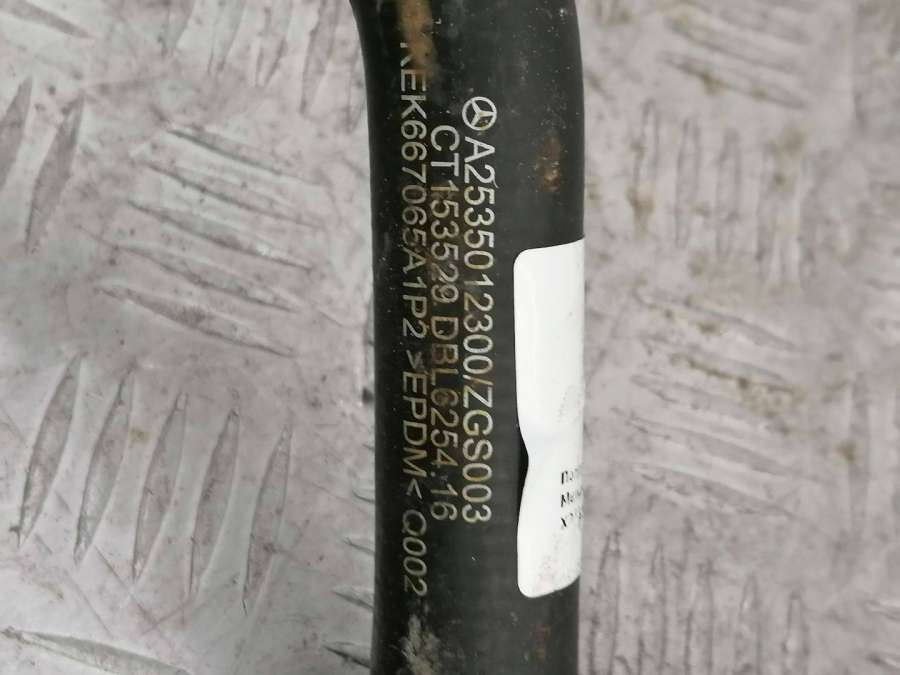 A2535012300/ZGS003
CT153529 DBL6254.16
KEK667065A1P2 >EPDM< Q002